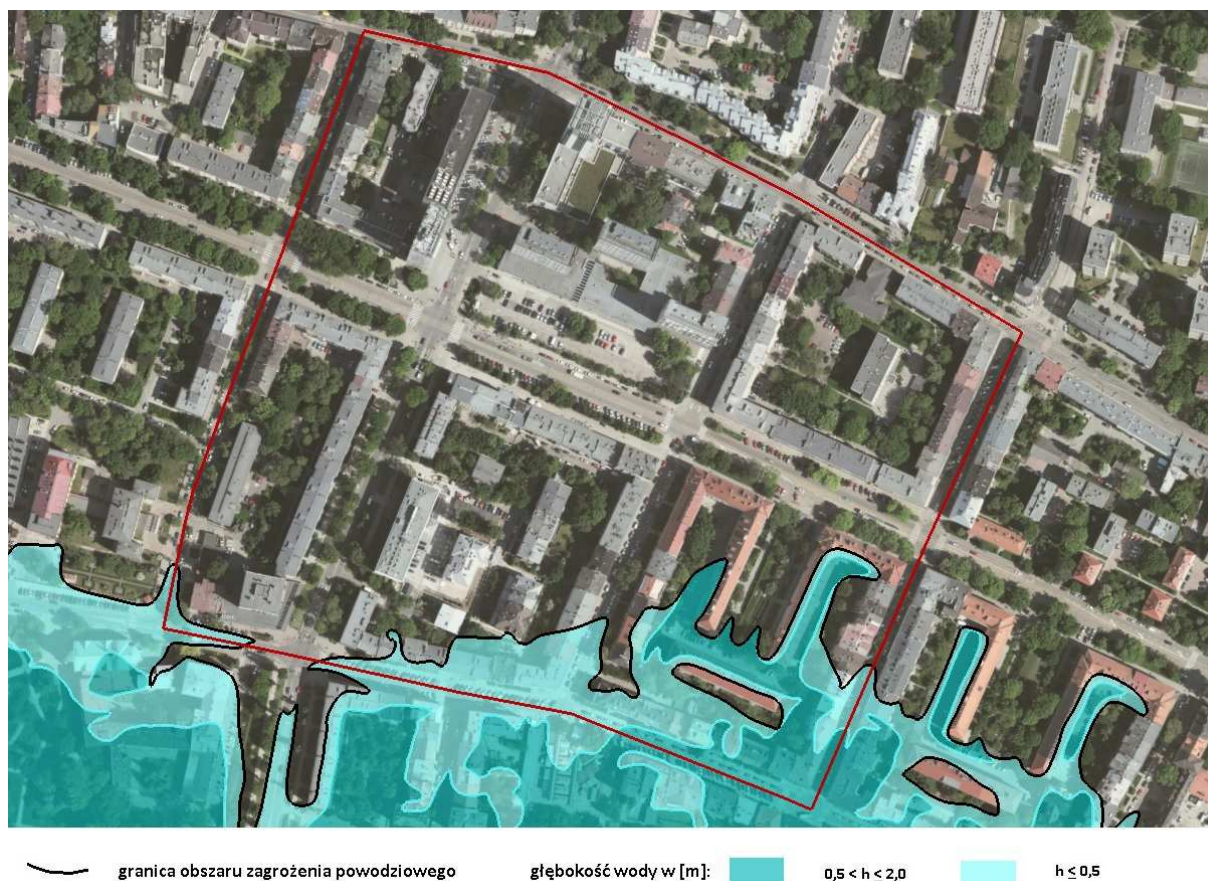 granica obszaru zagrożenia powodziowego
głębokość wody w [m]:
0,5 < h < 2,0
h ≤ 0,5